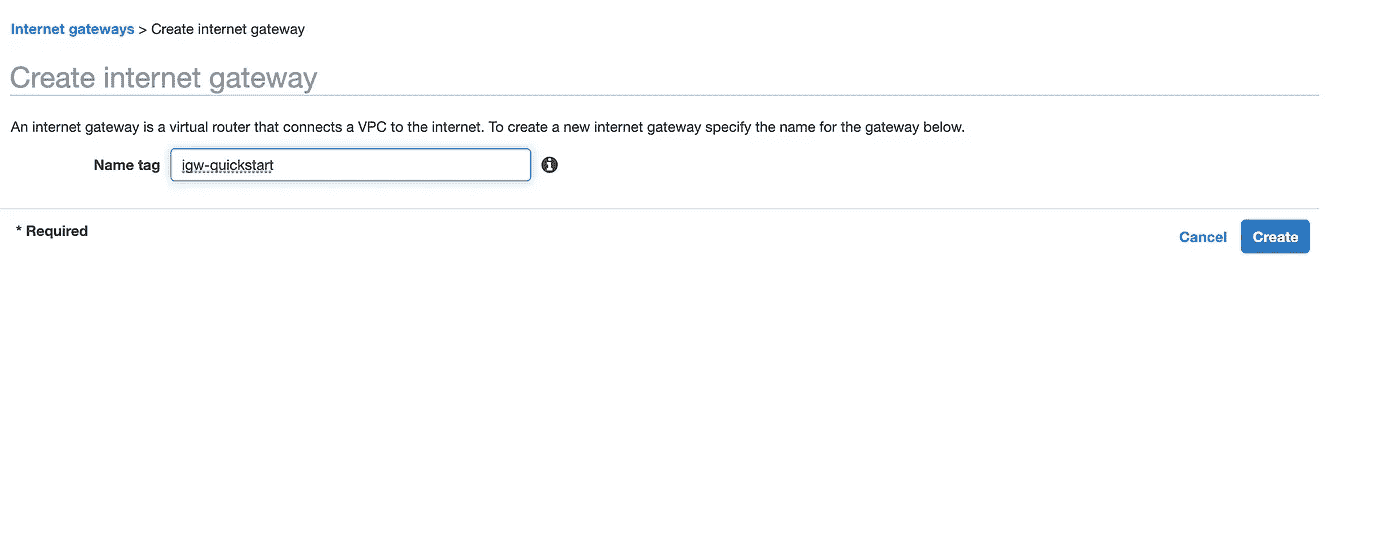 Internet gateways > Create internet gateway
Create internet gateway
An internet gateway is a virtual router that connects a VPC to the internet. To create a new internet gateway specify the name for the gateway below.
Name tag igw-quickstart
* Required
Cancel Create